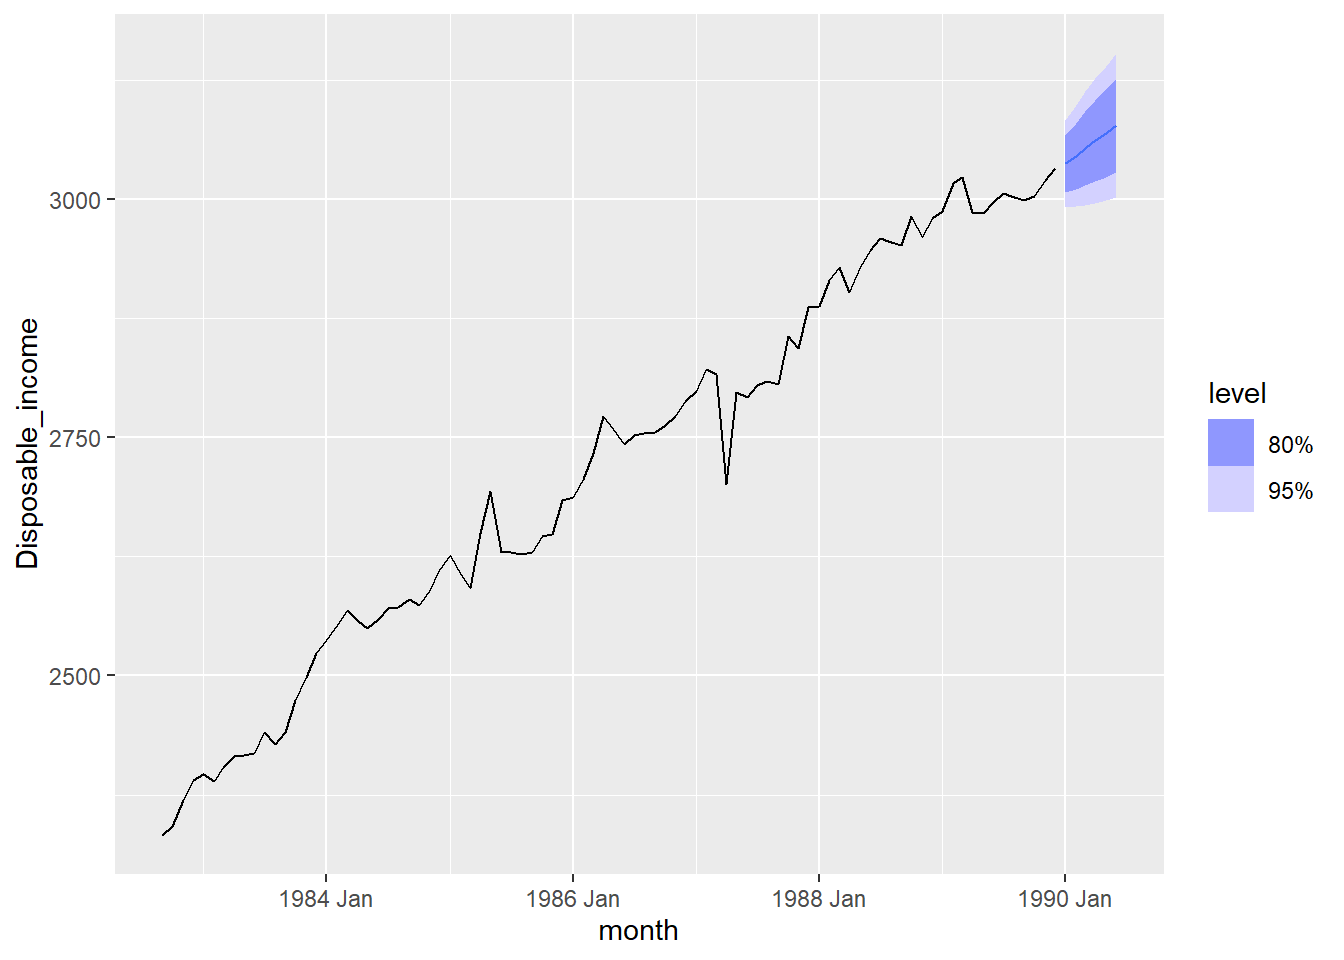 3000
2750
2500
Disposable_income
1984 Jan
1986 Jan
1988 Jan
1990 Jan
month
level
80%
95%